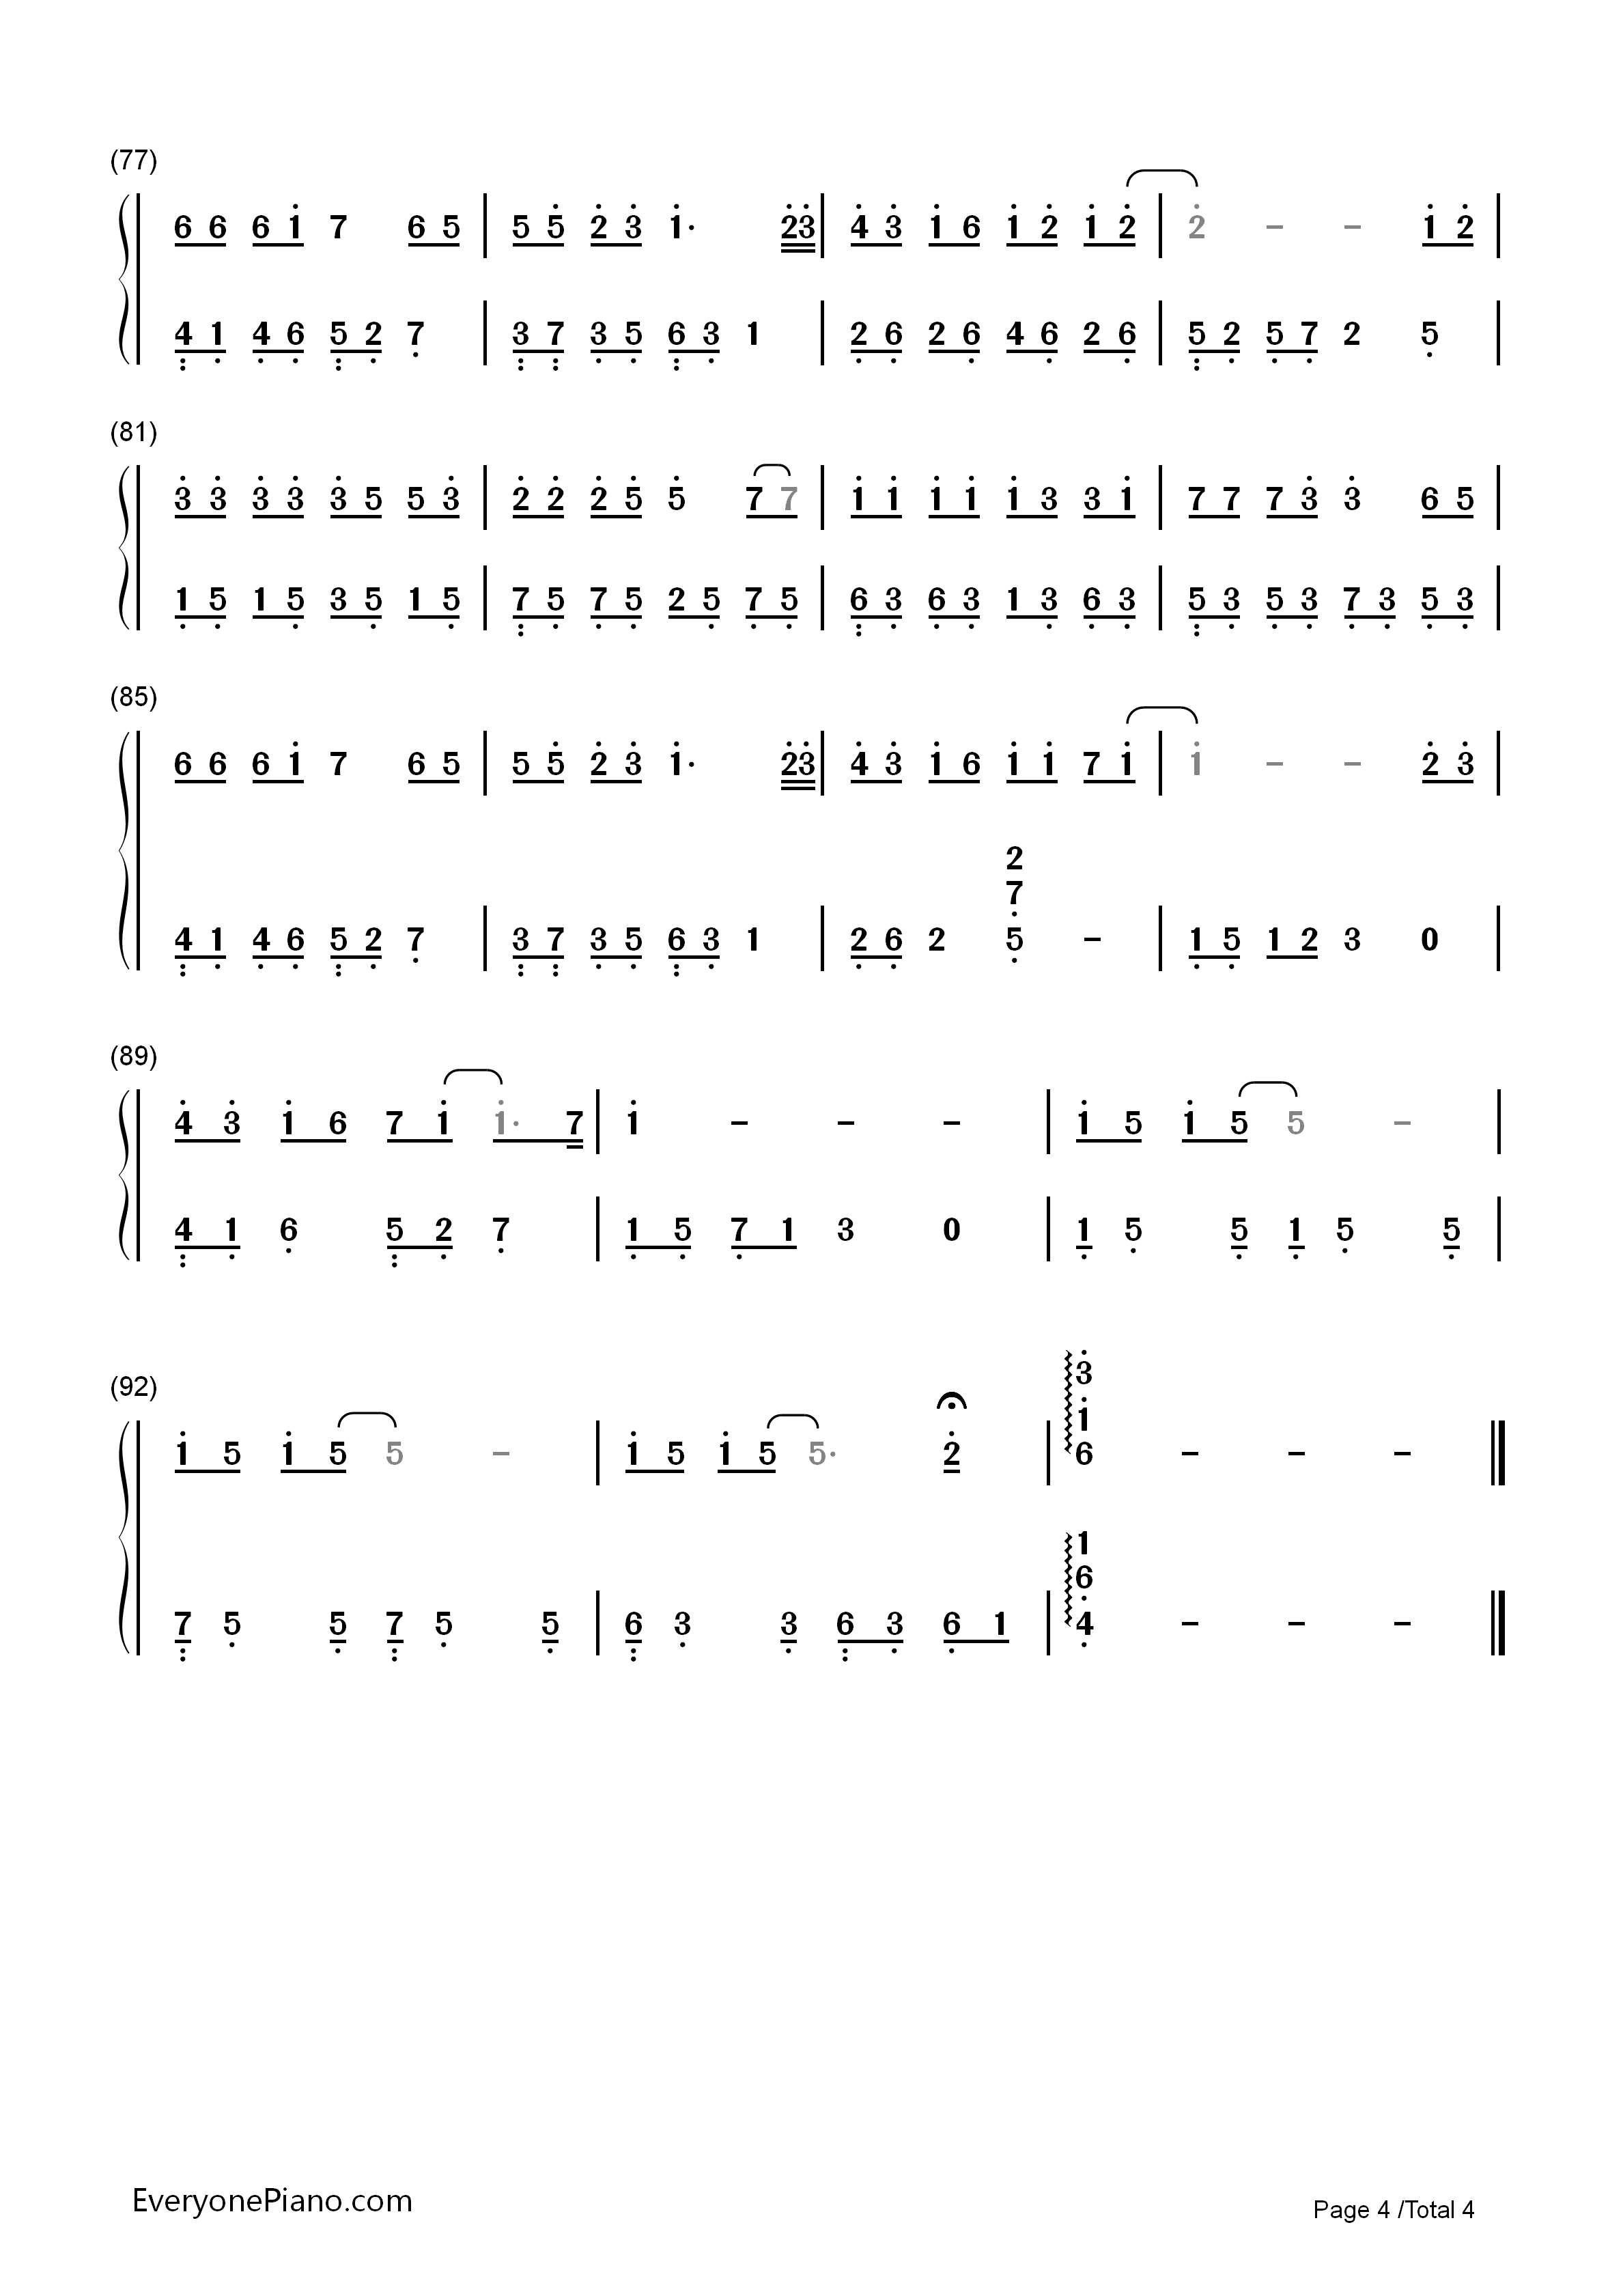 (77)
6 6 6 1̇ 7 6 5 | 5 5̇ 2̇ 3̇ 1̇· 2̇3̇ | 4̇ 3̇ 1̇ 6 1̇ 2̇ 1̇ 2̇ | 2̇ – – 1̇ 2̇ |
4̤ 1̣ 4̣ 6̣ 5̤ 2̣ 7̣ | 3̤ 7̤ 3̣ 5̣ 6̤ 3̣ 1 | 2̣ 6̣ 2 6̣ 4 6̣ 2 6̣ | 5̤ 2̣ 5̣ 7̣ 2 5̣ |
(81)
3̇ 3̇ 3̇ 3̇ 3̇ 5 5 3̇ | 2̇ 2̇ 2̇ 5̇ 5̇ 7 7 | 1̇ 1̇ 1̇ 1̇ 1̇ 3 3 1̇ | 7 7 7 3̇ 3̇ 6 5 |
1̣ 5̣ 1 5̣ 3 5̣ 1 5̣ | 7̤ 5̣ 7̣ 5̣ 2 5̣ 7̣ 5̣ | 6̤ 3̣ 6̣ 3̣ 1 3̣ 6̣ 3̣ | 5̤ 3̣ 5̣ 3̣ 7̣ 3̣ 5̣ 3̣ |
(85)
6 6 6 1̇ 7 6 5 | 5 5̇ 2̇ 3̇ 1̇· 2̇3̇ | 4̇ 3̇ 1̇ 6 1̇ 1̇ 7 1̇ | 1̇ – – 2̇ 3̇ |
2
7̣
4̤ 1̣ 4̣ 6̣ 5̤ 2̣ 7̣ | 3̤ 7̤ 3̣ 5̣ 6̤ 3̣ 1 | 2̣ 6̣ 2 5̣ – | 1̣ 5̣ 1 2 3 0 |
(89)
4̇ 3̇ 1̇ 6 7 1̇ 1̇· 7 | 1̇ – – – | 1̇ 5 1̇ 5 5 – |
4̤ 1̣ 6̣ 5̤ 2̣ 7̣ | 1̣ 5̣ 7̣ 1 3 0 | 1̣ 5̣ 5̣ 1̣ 5̣ 5̣ |
(92)
3̇
1̇
1̇ 5 1̇ 5 5 – | 1̇ 5 1̇ 5 5· 2̇ | 6 – – –
1
6̣
7̤ 5̣ 5̣ 7̤ 5̣ 5̣ | 6̤ 3̣ 3̣ 6̤ 3̣ 6̣ 1 | 4̣ – – –
EveryonePiano.com
Page 4 /Total 4